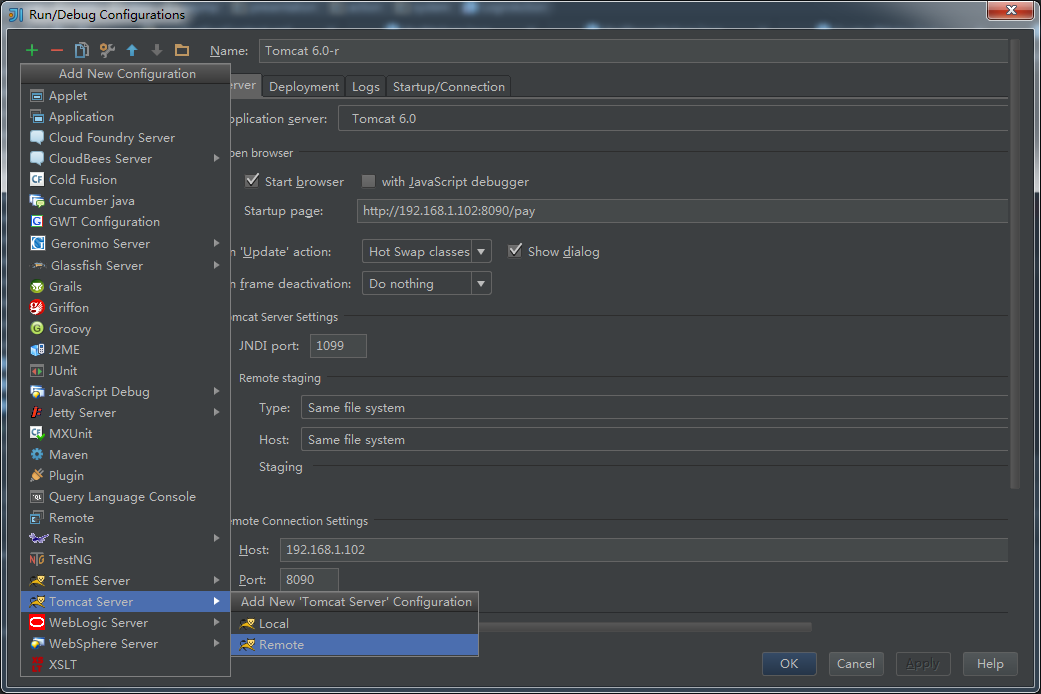 Run/Debug Configurations
Name: Tomcat 6.0-r
Add New Configuration
Applet
Application
Cloud Foundry Server
CloudBees Server
Cold Fusion
Cucumber java
GWT Configuration
Geronimo Server
Glassfish Server
Grails
Griffon
Groovy
J2ME
JUnit
JavaScript Debug
Jetty Server
MXUnit
Maven
Plugin
Query Language Console
Remote
Resin
TestNG
TomEE Server
Tomcat Server
WebLogic Server
WebSphere Server
XSLT
erver Deployment Logs Startup/Connection
pplication server: Tomcat 6.0
pen browser
Start browser with JavaScript debugger
Startup page: http://192.168.1.102:8090/pay
n 'Update' action: Hot Swap classes Show dialog
n frame deactivation: Do nothing
omcat Server Settings
JNDI port: 1099
Remote staging
Type: Same file system
Host: Same file system
Staging
emote Connection Settings
Host: 192.168.1.102
Port: 8090
Add New 'Tomcat Server' Configuration
Local
Remote
OK Cancel Apply Help